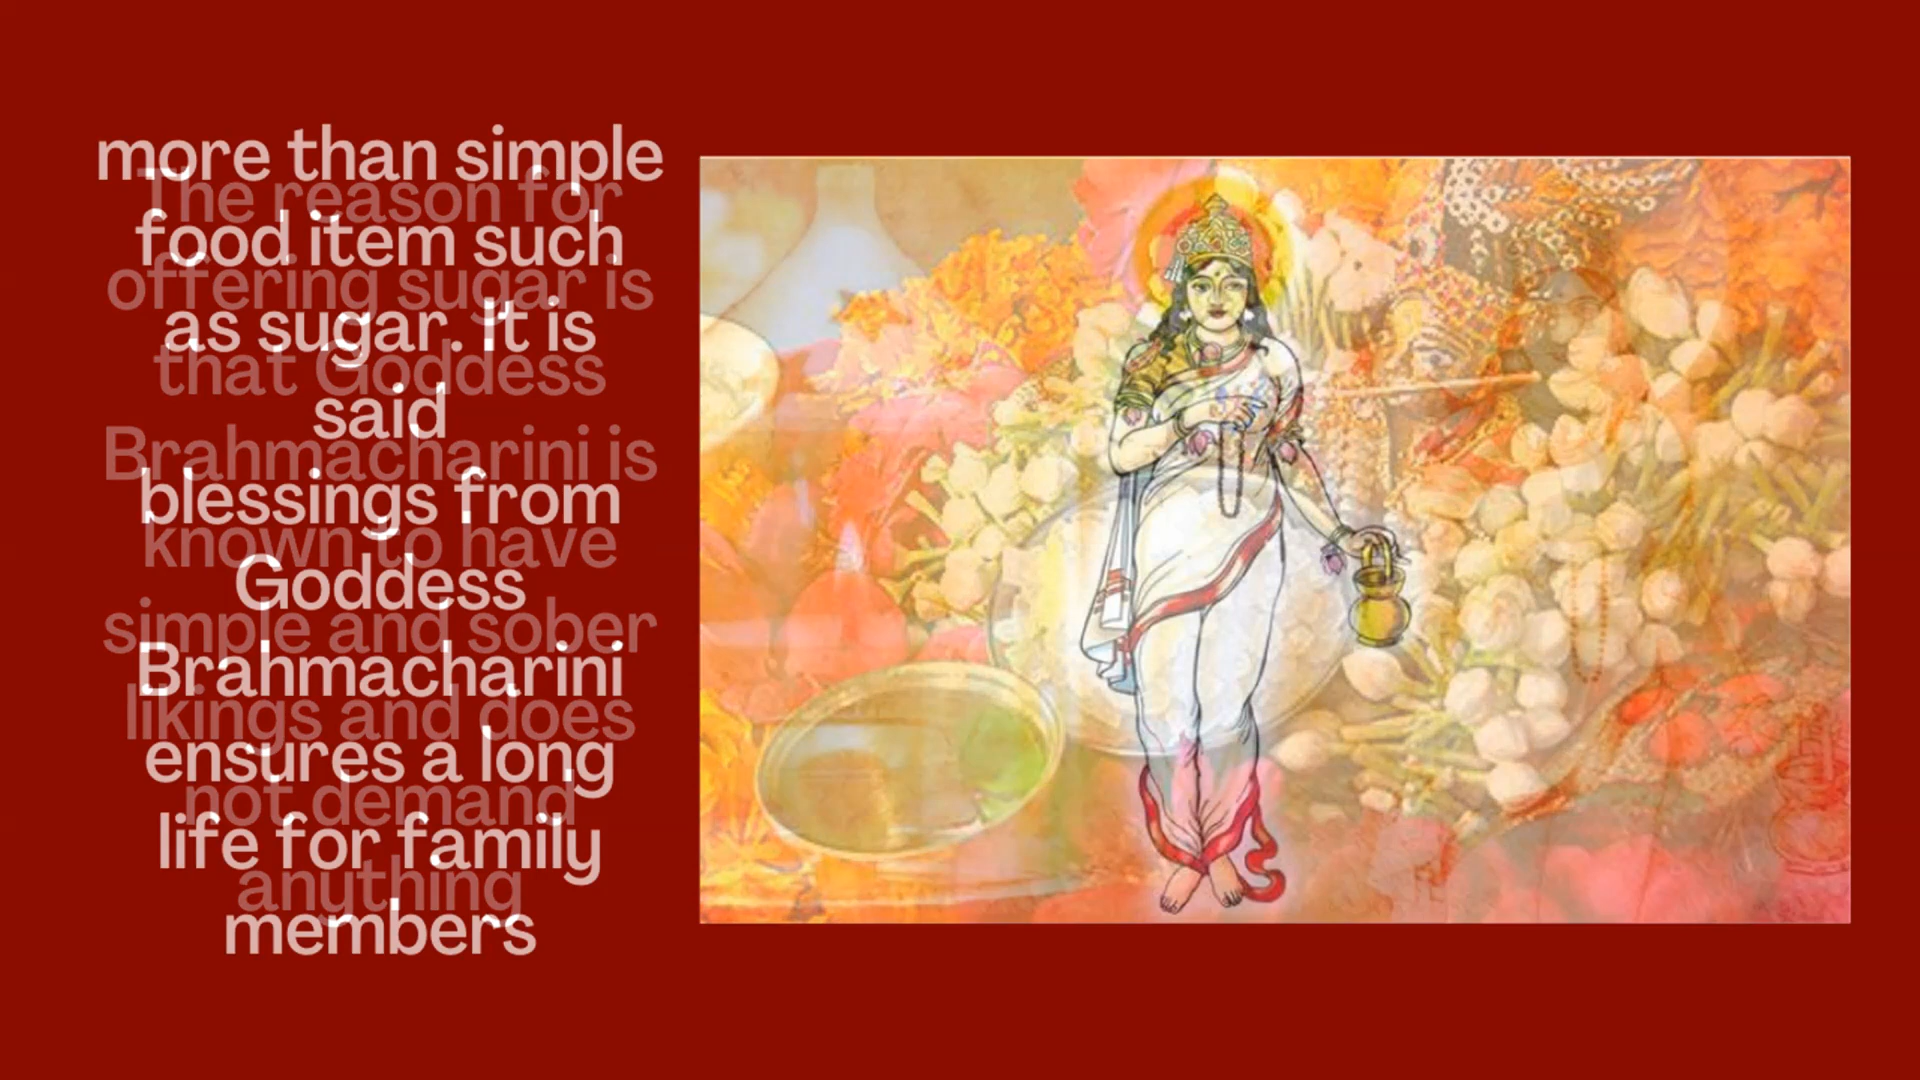 more than simple
food item such
as sugar. It is
said
blessings from
Goddess
Brahmacharini
ensures a long
life for family
members
The reason for
offering sugar is
that Goddess
Brahmacharini is
known to have
simple and sober
likings and does
not demand
anything